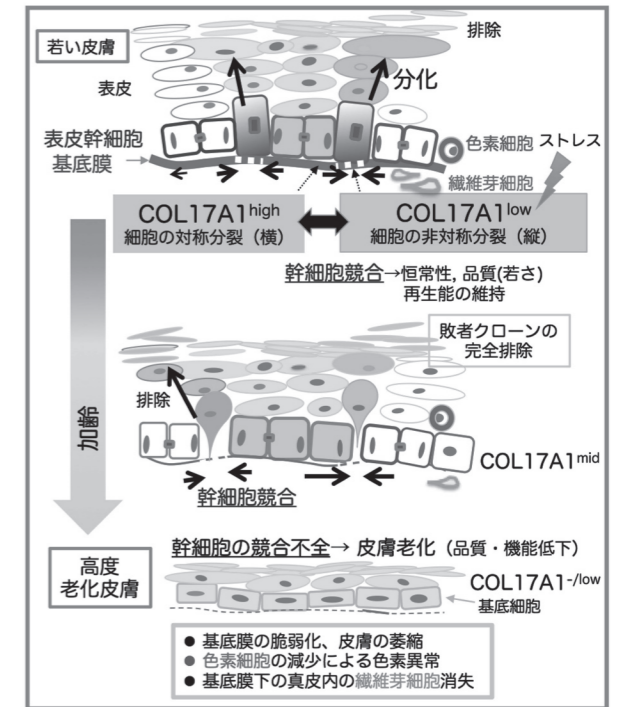 若い皮膚
排除
分化
表皮
表皮幹細胞
基底膜
色素細胞
ストレス
繊維芽細胞
COL17A1high
細胞の対称分裂（横）
COL17A1low
細胞の非対称分裂（縦）
幹細胞競合→恒常性, 品質(若さ)
再生能の維持
敗者クローンの
完全排除
加齢
排除
COL17A1mid
幹細胞競合
幹細胞の競合不全→ 皮膚老化（品質・機能低下）
高度
老化皮膚
COL17A1-/low
基底細胞
● 基底膜の脆弱化、皮膚の萎縮
● 色素細胞の減少による色素異常
● 基底膜下の真皮内の繊維芽細胞消失